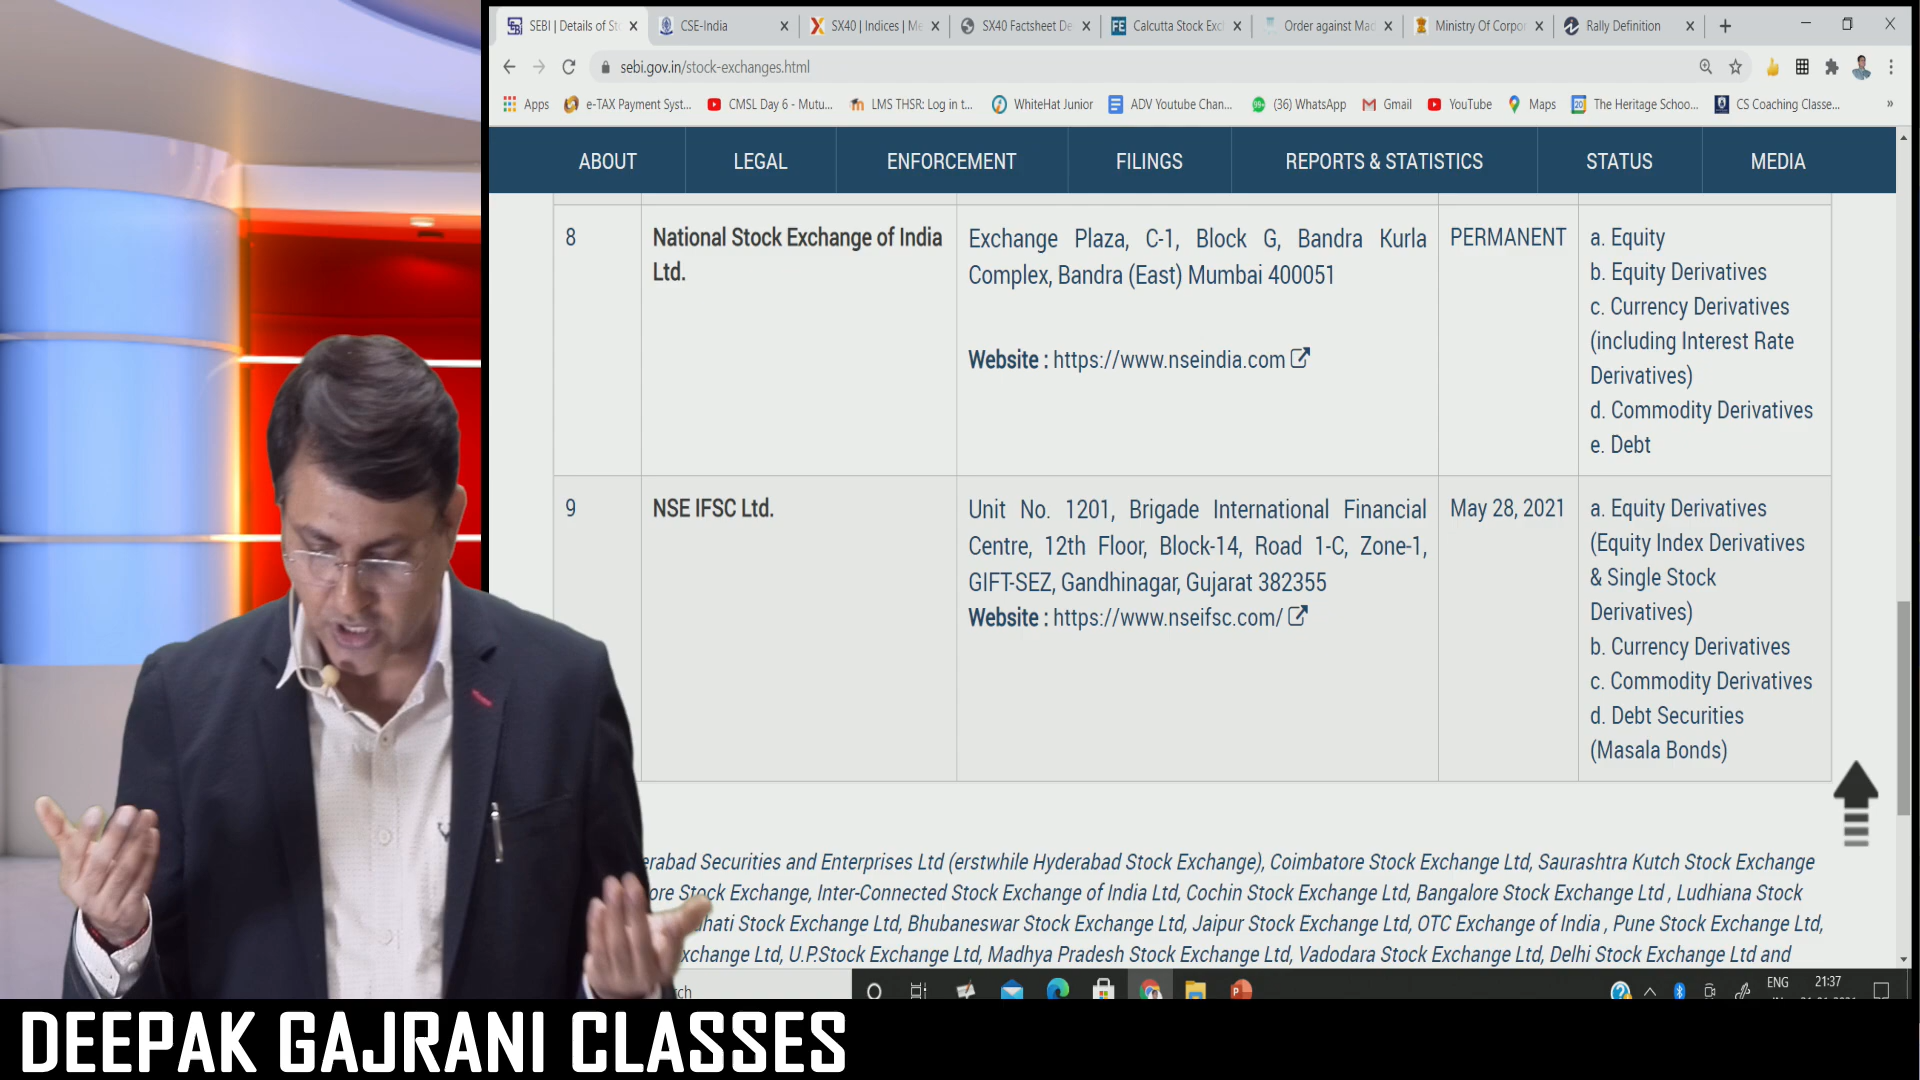 SEBI | Details of Sto
CSE-India
SX40 | Indices | Me
SX40 Factsheet De
Calcutta Stock Exc
Order against Mad
Ministry Of Corpor
Rally Definition
sebi.gov.in/stock-exchanges.html
Apps
e-TAX Payment Syst...
CMSL Day 6 - Mutu...
LMS THSR: Log in t...
WhiteHat Junior
ADV Youtube Chan...
(36) WhatsApp
Gmail
YouTube
Maps
The Heritage Schoo...
CS Coaching Classe...
»
ABOUT
LEGAL
ENFORCEMENT
FILINGS
REPORTS & STATISTICS
STATUS
MEDIA
8
National Stock Exchange of India
Ltd.
Exchange Plaza, C-1, Block G, Bandra Kurla
Complex, Bandra (East) Mumbai 400051
Website : https://www.nseindia.com
PERMANENT
a. Equity
b. Equity Derivatives
c. Currency Derivatives
(including Interest Rate
Derivatives)
d. Commodity Derivatives
e. Debt
9
NSE IFSC Ltd.
Unit No. 1201, Brigade International Financial
Centre, 12th Floor, Block-14, Road 1-C, Zone-1,
GIFT-SEZ, Gandhinagar, Gujarat 382355
Website : https://www.nseifsc.com/
May 28, 2021
a. Equity Derivatives
(Equity Index Derivatives
& Single Stock
Derivatives)
b. Currency Derivatives
c. Commodity Derivatives
d. Debt Securities
(Masala Bonds)
erabad Securities and Enterprises Ltd (erstwhile Hyderabad Stock Exchange), Coimbatore Stock Exchange Ltd, Saurashtra Kutch Stock Exchange
ore Stock Exchange, Inter-Connected Stock Exchange of India Ltd, Cochin Stock Exchange Ltd, Bangalore Stock Exchange Ltd , Ludhiana Stock
hati Stock Exchange Ltd, Bhubaneswar Stock Exchange Ltd, Jaipur Stock Exchange Ltd, OTC Exchange of India , Pune Stock Exchange Ltd,
xchange Ltd, U.P.Stock Exchange Ltd, Madhya Pradesh Stock Exchange Ltd, Vadodara Stock Exchange Ltd, Delhi Stock Exchange Ltd and
rch
ENG
21:37
DEEPAK GAJRANI CLASSES